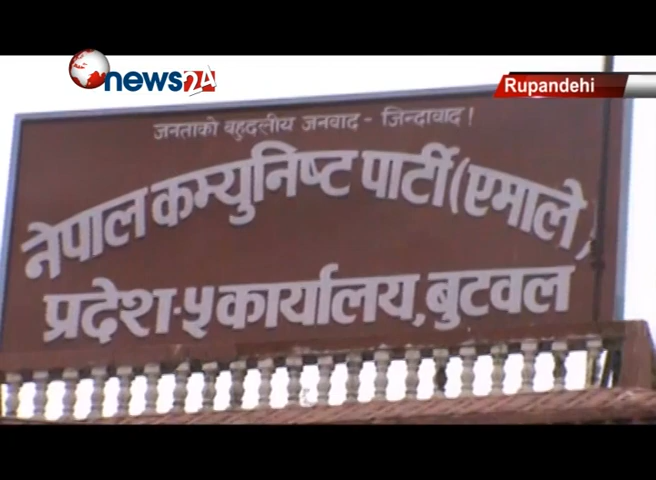 news24
Rupandehi
जनताको बहुदलीय जनवाद - जिन्दावाद !
नेपाल कम्युनिष्ट पार्टी (एमाले)
प्रदेश-५ कार्यालय, बुटवल